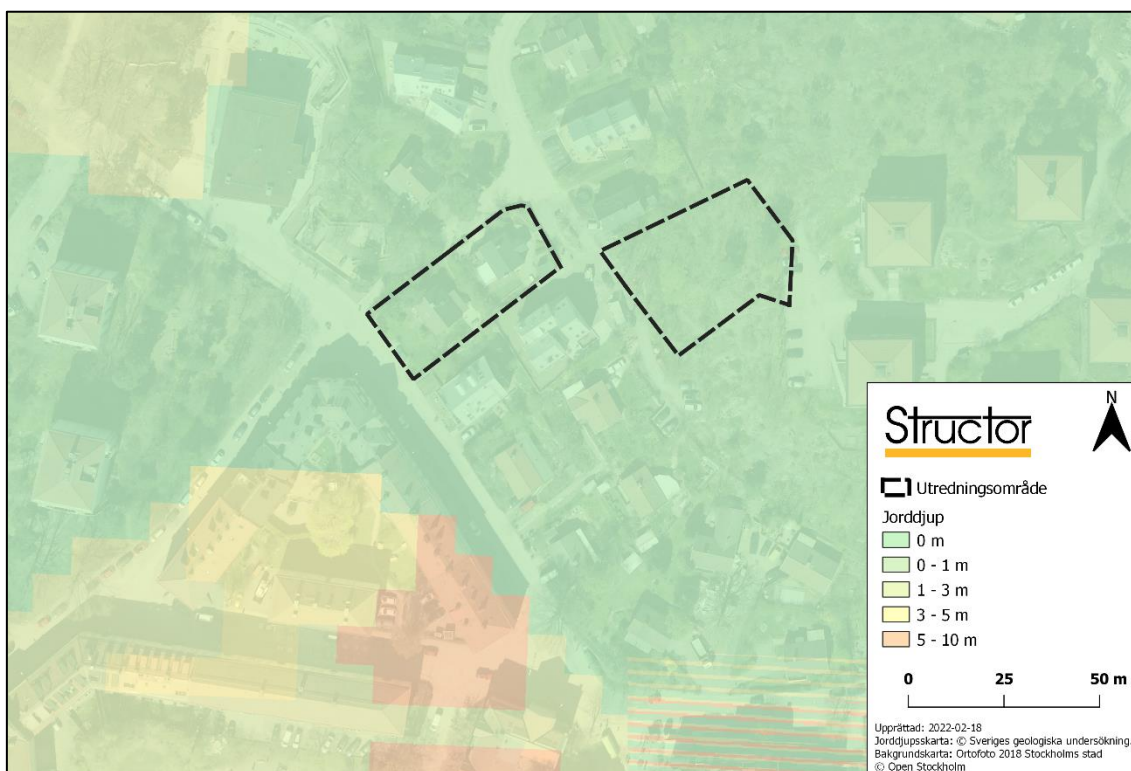 Structor
N
Utredningsområde
Jorddjup
0 m
0 - 1 m
1 - 3 m
3 - 5 m
5 - 10 m
0 25 50 m
Upprättad: 2022-02-18
Jorddjupsskarta: © Sveriges geologiska undersökning.
Bakgrundskarta: Ortofoto 2018 Stockholms stad
© Open Stockholm